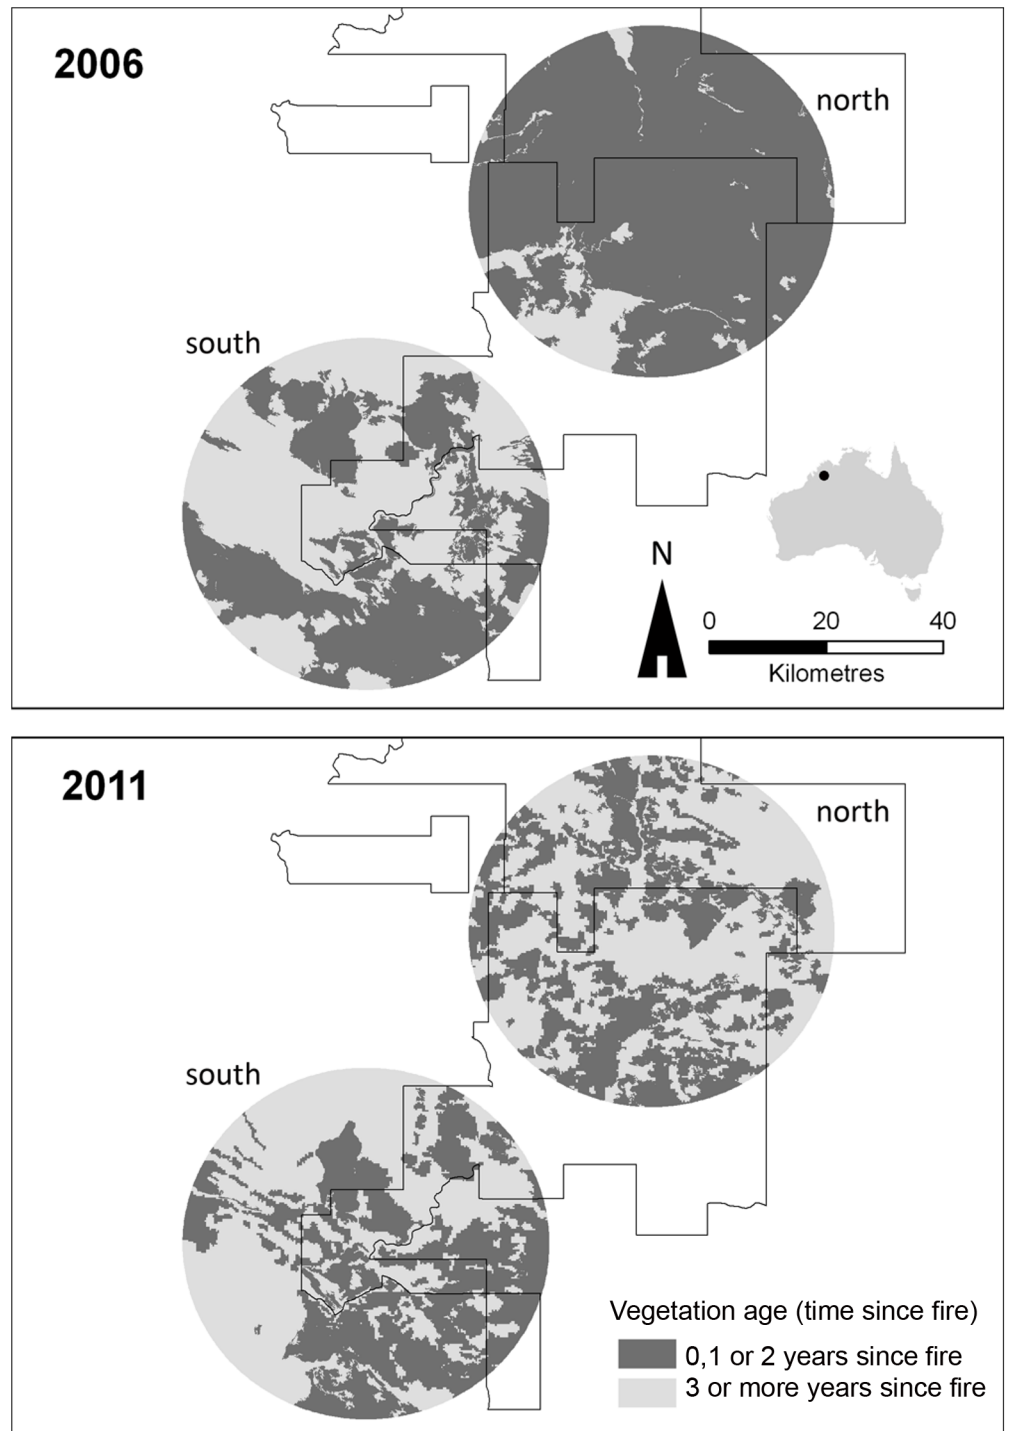 2006
north
south
N
0 20 40
Kilometres
2011
north
south
Vegetation age (time since fire)
0,1 or 2 years since fire
3 or more years since fire